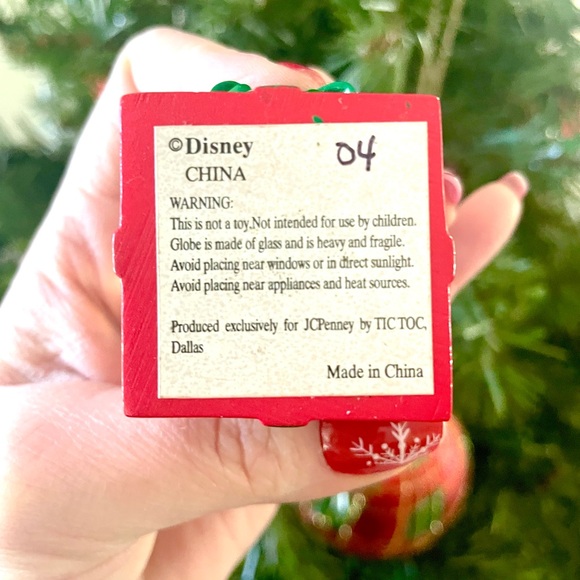 ©Disney 04
CHINA
WARNING:
This is not a toy.Not intended for use by children.
Globe is made of glass and is heavy and fragile.
Avoid placing near windows or in direct sunlight.
Avoid placing near appliances and heat sources.
Produced exclusively for JCPenney by TIC TOC,
Dallas
Made in China